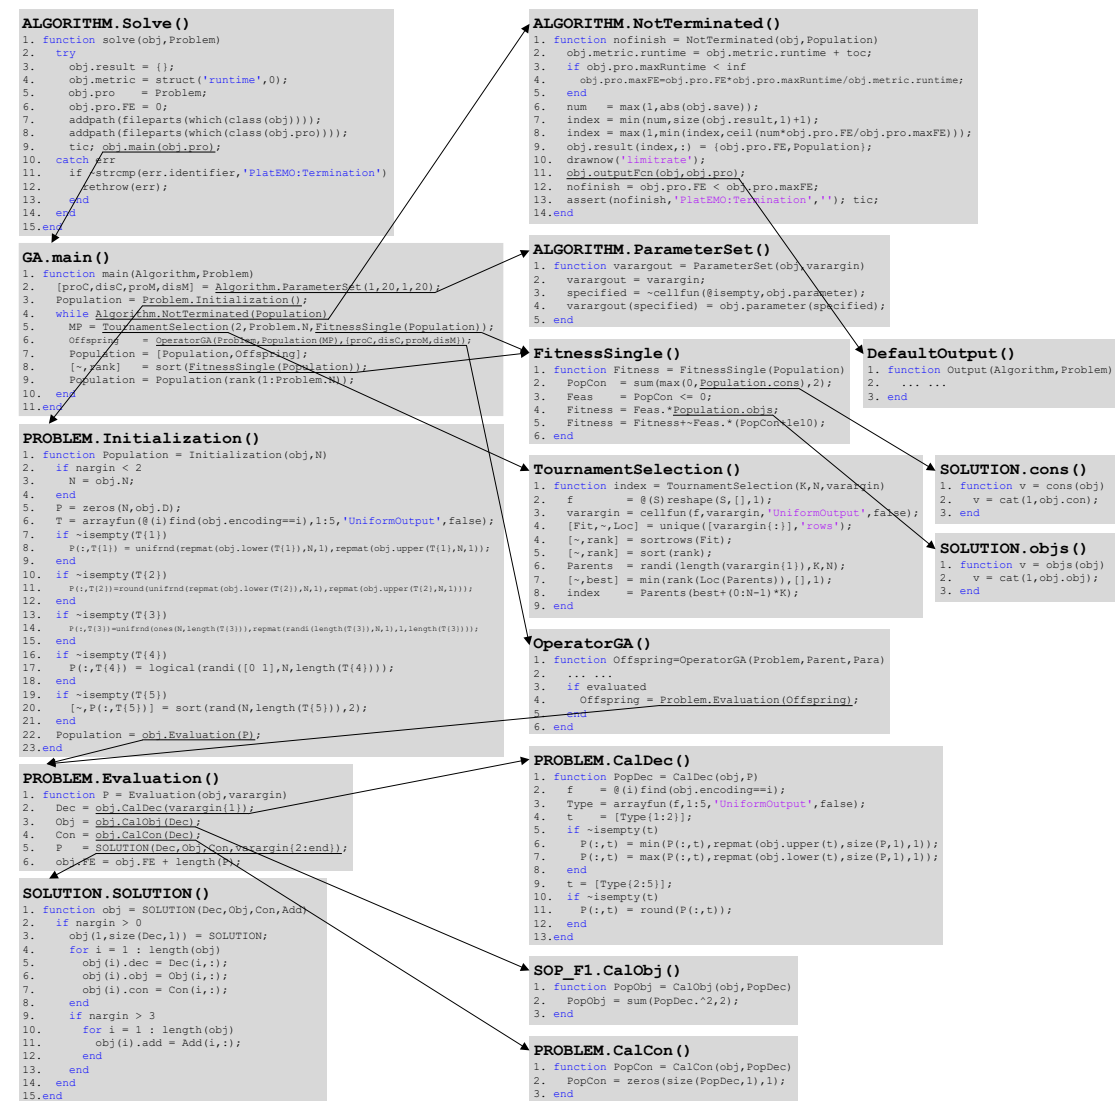 ALGORITHM.Solve()
1. function solve(obj,Problem)
2. try
3. obj.result = {};
4. obj.metric = struct('runtime',0);
5. obj.pro = Problem;
6. obj.pro.FE = 0;
7. addpath(fileparts(which(class(obj))));
8. addpath(fileparts(which(class(obj.pro))));
9. tic; obj.main(obj.pro);
10. catch err
11. if ~strcmp(err.identifier,'PlatEMO:Termination')
12. rethrow(err);
13. end
14. end
15.end
GA.main()
1. function main(Algorithm,Problem)
2. [proC,disC,proM,disM] = Algorithm.ParameterSet(1,20,1,20);
3. Population = Problem.Initialization();
4. while Algorithm.NotTerminated(Population)
5. MP = TournamentSelection(2,Problem.N,FitnessSingle(Population));
6. Offspring = OperatorGA(Problem,Population(MP),{proC,disC,proM,disM});
7. Population = [Population,Offspring];
8. [~,rank] = sort(FitnessSingle(Population));
9. Population = Population(rank(1:Problem.N));
10. end
11.end
PROBLEM.Initialization()
1. function Population = Initialization(obj,N)
2. if nargin < 2
3. N = obj.N;
4. end
5. P = zeros(N,obj.D);
6. T = arrayfun(@(i)find(obj.encoding==i),1:5,'UniformOutput',false);
7. if ~isempty(T{1})
8. P(:,T{1}) = unifrnd(repmat(obj.lower(T{1}),N,1),repmat(obj.upper(T{1},N,1));
9. end
10. if ~isempty(T{2})
11. P(:,T{2})=round(unifrnd(repmat(obj.lower(T{2}),N,1),repmat(obj.upper(T{2},N,1)));
12. end
13. if ~isempty(T{3})
14. P(:,T{3})=unifrnd(ones(N,length(T{3})),repmat(randi(length(T{3}),N,1),1,length(T{3})));
15. end
16. if ~isempty(T{4})
17. P(:,T{4}) = logical(randi([0 1],N,length(T{4})));
18. end
19. if ~isempty(T{5})
20. [~,P(:,T{5})] = sort(rand(N,length(T{5})),2);
21. end
22. Population = obj.Evaluation(P);
23.end
PROBLEM.Evaluation()
1. function P = Evaluation(obj,varargin)
2. Dec = obj.CalDec(varargin{1});
3. Obj = obj.CalObj(Dec);
4. Con = obj.CalCon(Dec);
5. P = SOLUTION(Dec,Obj,Con,varargin{2:end});
6. obj.FE = obj.FE + length(P);
SOLUTION.SOLUTION()
1. function obj = SOLUTION(Dec,Obj,Con,Add)
2. if nargin > 0
3. obj(1,size(Dec,1)) = SOLUTION;
4. for i = 1 : length(obj)
5. obj(i).dec = Dec(i,:);
6. obj(i).obj = Obj(i,:);
7. obj(i).con = Con(i,:);
8. end
9. if nargin > 3
10. for i = 1 : length(obj)
11. obj(i).add = Add(i,:);
12. end
13. end
14. end
15.end
ALGORITHM.NotTerminated()
1. function nofinish = NotTerminated(obj,Population)
2. obj.metric.runtime = obj.metric.runtime + toc;
3. if obj.pro.maxRuntime < inf
4. obj.pro.maxFE=obj.pro.FE*obj.pro.maxRuntime/obj.metric.runtime;
5. end
6. num = max(1,abs(obj.save));
7. index = min(num,size(obj.result,1)+1);
8. index = max(1,min(index,ceil(num*obj.pro.FE/obj.pro.maxFE)));
9. obj.result(index,:) = {obj.pro.FE,Population};
10. drawnow('limitrate');
11. obj.outputFcn(obj,obj.pro);
12. nofinish = obj.pro.FE < obj.pro.maxFE;
13. assert(nofinish,'PlatEMO:Termination',''); tic;
14.end
ALGORITHM.ParameterSet()
1. function varargout = ParameterSet(obj,varargin)
2. varargout = varargin;
3. specified = ~cellfun(@isempty,obj.parameter);
4. varargout(specified) = obj.parameter(specified);
5. end
FitnessSingle()
1. function Fitness = FitnessSingle(Population)
2. PopCon = sum(max(0,Population.cons),2);
3. Feas = PopCon <= 0;
4. Fitness = Feas.*Population.objs;
5. Fitness = Fitness+~Feas.*(PopCon+1e10);
6. end
DefaultOutput()
1. function Output(Algorithm,Problem)
2. ... ...
3. end
TournamentSelection()
1. function index = TournamentSelection(K,N,varargin)
2. f = @(S)reshape(S,[],1);
3. varargin = cellfun(f,varargin,'UniformOutput',false);
4. [Fit,~,Loc] = unique([varargin{:}],'rows');
4. [~,rank] = sortrows(Fit);
5. [~,rank] = sort(rank);
6. Parents = randi(length(varargin{1}),K,N);
7. [~,best] = min(rank(Loc(Parents)),[],1);
8. index = Parents(best+(0:N-1)*K);
9. end
SOLUTION.cons()
1. function v = cons(obj)
2. v = cat(1,obj.con);
3. end
SOLUTION.objs()
1. function v = objs(obj)
2. v = cat(1,obj.obj);
3. end
OperatorGA()
1. function Offspring=OperatorGA(Problem,Parent,Para)
2. ... ...
3. if evaluated
4. Offspring = Problem.Evaluation(Offspring);
5. end
6. end
PROBLEM.CalDec()
1. function PopDec = CalDec(obj,P)
2. f = @(i)find(obj.encoding==i);
3. Type = arrayfun(f,1:5,'UniformOutput',false);
4. t = [Type{1:2}];
5. if ~isempty(t)
6. P(:,t) = min(P(:,t),repmat(obj.upper(t),size(P,1),1));
7. P(:,t) = max(P(:,t),repmat(obj.lower(t),size(P,1),1));
8. end
9. t = [Type{2:5}];
10. if ~isempty(t)
11. P(:,t) = round(P(:,t));
12. end
13.end
SOP_F1.CalObj()
1. function PopObj = CalObj(obj,PopDec)
2. PopObj = sum(PopDec.^2,2);
3. end
PROBLEM.CalCon()
1. function PopCon = CalCon(obj,PopDec)
2. PopCon = zeros(size(PopDec,1),1);
3. end